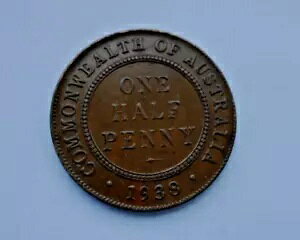 COMMONWEALTH OF AUSTRALIA
ONE
HALF
PENNY
· 1938 ·